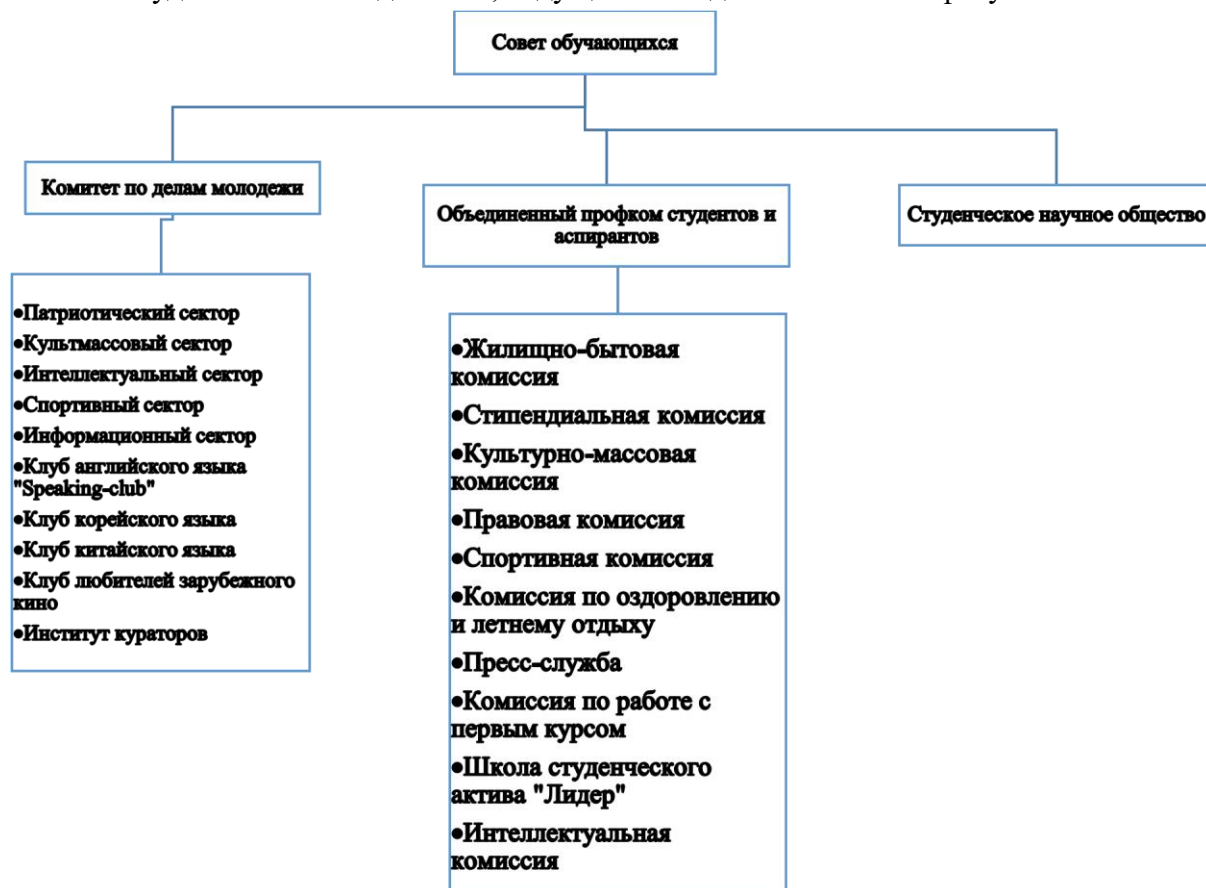 Совет обучающихся
Комитет по делам молодежи
Объединенный профком студентов и
аспирантов
Студенческое научное общество
•Патриотический сектор
•Культмассовый сектор
•Интеллектуальный сектор
•Спортивный сектор
•Информационный сектор
•Клуб английского языка
"Speaking-club"
•Клуб корейского языка
•Клуб китайского языка
•Клуб любителей зарубежного
кино
•Институт кураторов
•Жилищно-бытовая
комиссия
•Стипендиальная комиссия
•Культурно-массовая
комиссия
•Правовая комиссия
•Спортивная комиссия
•Комиссия по оздоровлению
и летнему отдыху
•Пресс-служба
•Комиссия по работе с
первым курсом
•Школа студенческого
актива "Лидер"
•Интеллектуальная
комиссия